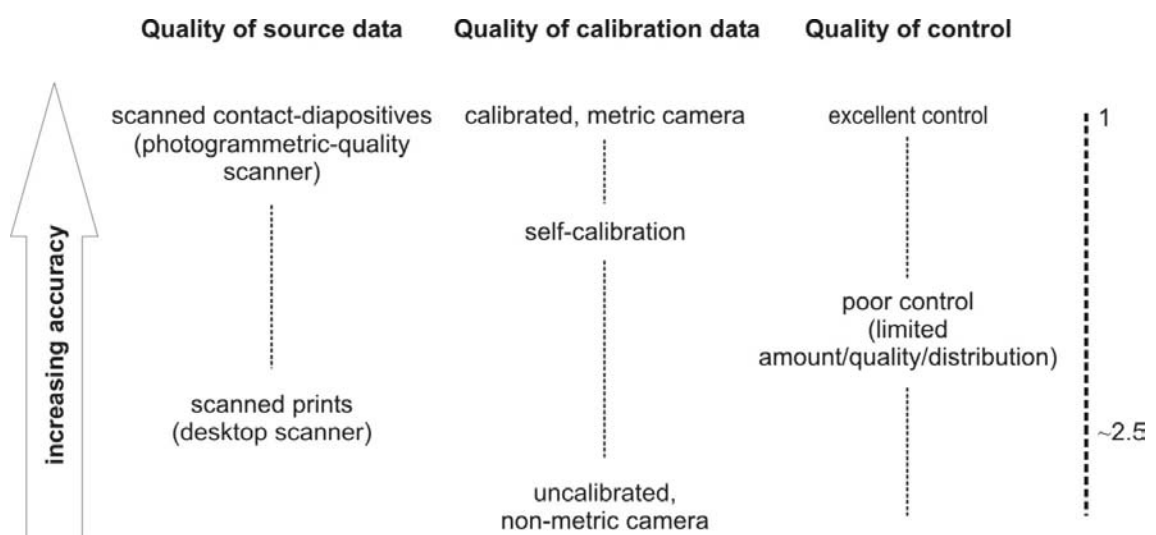 Quality of source data
Quality of calibration data
Quality of control
increasing accuracy
scanned contact-diapositives
(photogrammetric-quality
scanner)
scanned prints
(desktop scanner)
calibrated, metric camera
self-calibration
uncalibrated,
non-metric camera
excellent control
poor control
(limited
amount/quality/distribution)
1
~2.5